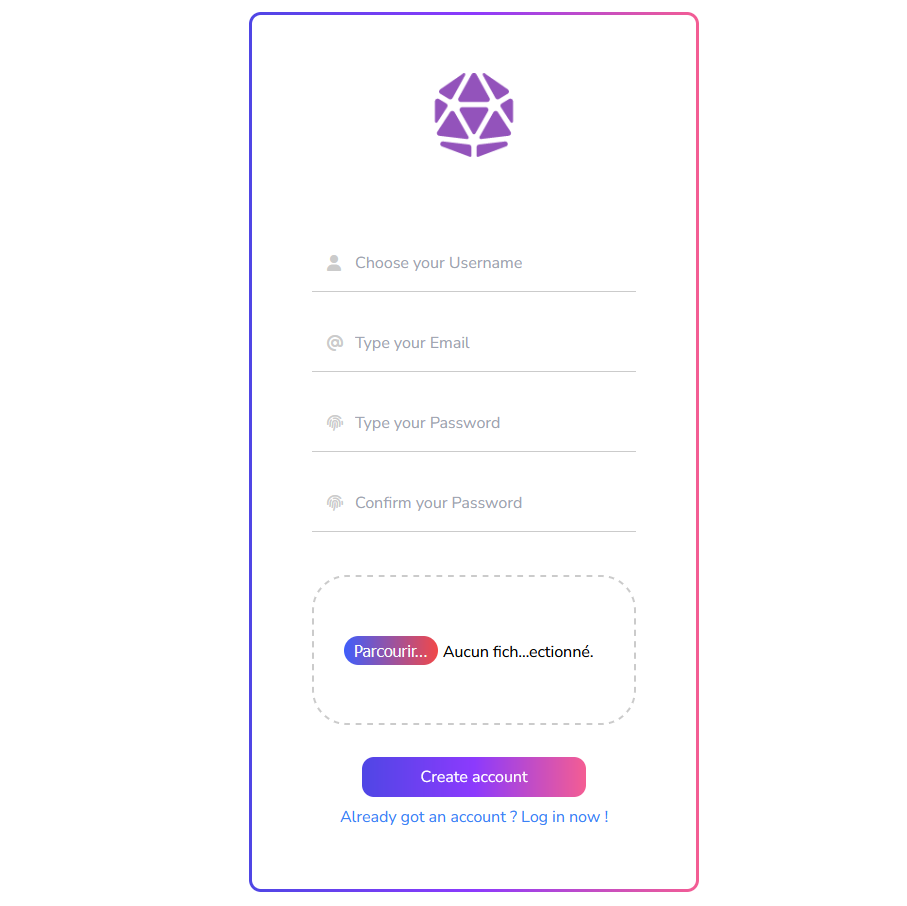 Choose your Username
Type your Email
Type your Password
Confirm your Password
Parcourir... Aucun fich...ectionné.
Create account
Already got an account ? Log in now !